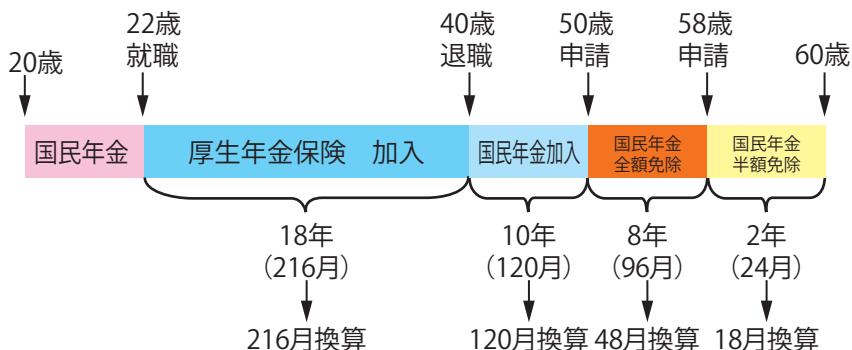 20歳
22歳
就職
40歳
退職
50歳
申請
58歳
申請
60歳
国民年金
厚生年金保険 加入
国民年金加入
国民年金
全額免除
国民年金
半額免除
18年
（216月）
10年
（120月）
8年
（96月）
2年
（24月）
216月換算
120月換算
48月換算
18月換算